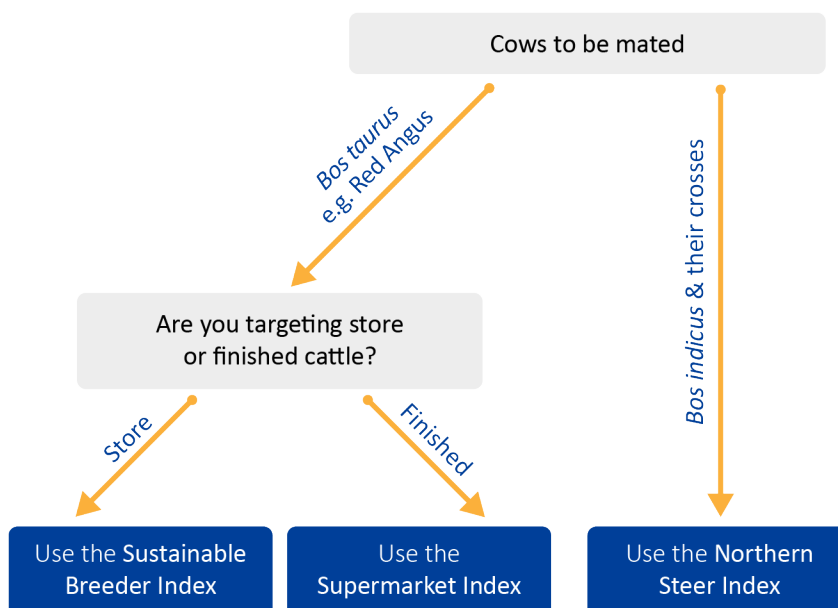 Cows to be mated
Bos taurus
e.g. Red Angus
Bos indicus & their crosses
Are you targeting store
or finished cattle?
Store
Finished
Use the Sustainable
Breeder Index
Use the
Supermarket Index
Use the Northern
Steer Index